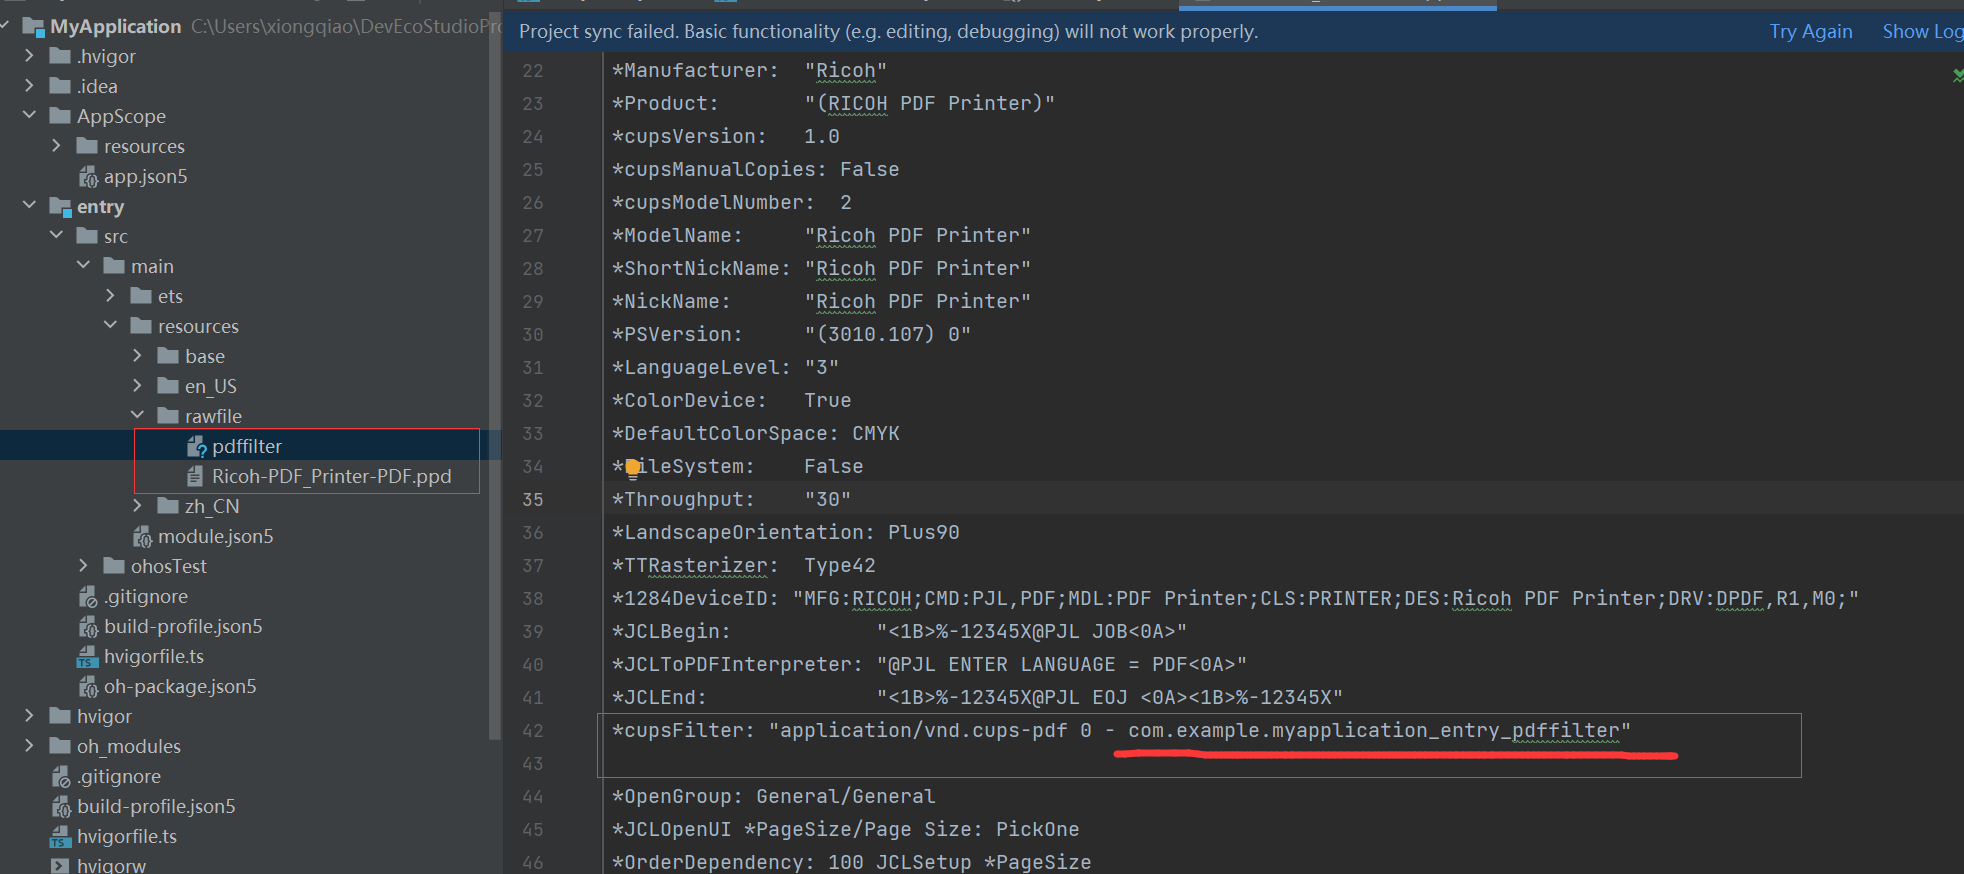 MyApplication C:\Users\xiongqiao\DevEcoStudioPro
.hvigor
.idea
AppScope
resources
app.json5
entry
src
main
ets
resources
base
en_US
rawfile
pdffilter
Ricoh-PDF_Printer-PDF.ppd
zh_CN
module.json5
ohosTest
.gitignore
build-profile.json5
hvigorfile.ts
oh-package.json5
hvigor
oh_modules
.gitignore
build-profile.json5
hvigorfile.ts
hvigorw
Project sync failed. Basic functionality (e.g. editing, debugging) will not work properly. Try Again Show Log
22 *Manufacturer: "Ricoh"
23 *Product: "(RICOH PDF Printer)"
24 *cupsVersion: 1.0
25 *cupsManualCopies: False
26 *cupsModelNumber: 2
27 *ModelName: "Ricoh PDF Printer"
28 *ShortNickName: "Ricoh PDF Printer"
29 *NickName: "Ricoh PDF Printer"
30 *PSVersion: "(3010.107) 0"
31 *LanguageLevel: "3"
32 *ColorDevice: True
33 *DefaultColorSpace: CMYK
34 *FileSystem: False
35 *Throughput: "30"
36 *LandscapeOrientation: Plus90
37 *TTRasterizer: Type42
38 *1284DeviceID: "MFG:RICOH;CMD:PJL,PDF;MDL:PDF Printer;CLS:PRINTER;DES:Ricoh PDF Printer;DRV:DPDF,R1,M0;"
39 *JCLBegin: "<1B>%-12345X@PJL JOB<0A>"
40 *JCLToPDFInterpreter: "@PJL ENTER LANGUAGE = PDF<0A>"
41 *JCLEnd: "<1B>%-12345X@PJL EOJ <0A><1B>%-12345X"
42 *cupsFilter: "application/vnd.cups-pdf 0 - com.example.myapplication_entry_pdffilter"
43
44 *OpenGroup: General/General
45 *JCLOpenUI *PageSize/Page Size: PickOne
46 *OrderDependency: 100 JCLSetup *PageSize